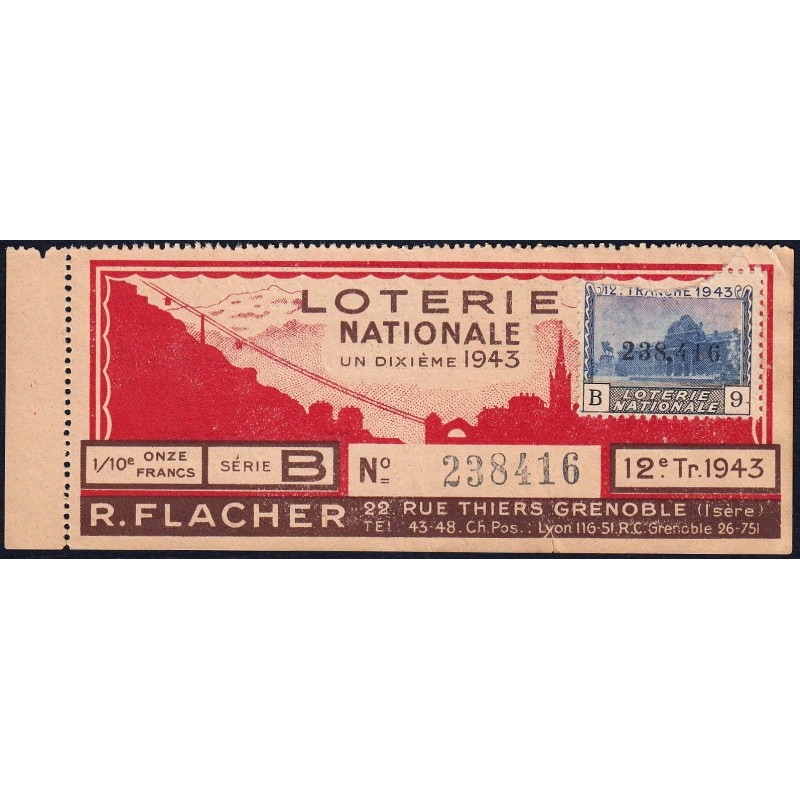 LOTERIE
NATIONALE
UN DIXIÈME 1943
12e TRANCHE 1943
238.416
B LOTERIE NATIONALE 9
1/10e ONZE FRANCS
SÉRIE B
No 238416
12e Tr. 1943
R. FLACHER 22 RUE THIERS GRENOBLE (Isère)
Tél 43-48. Ch. Pos.: Lyon 116-51. R.C. Grenoble 26-751